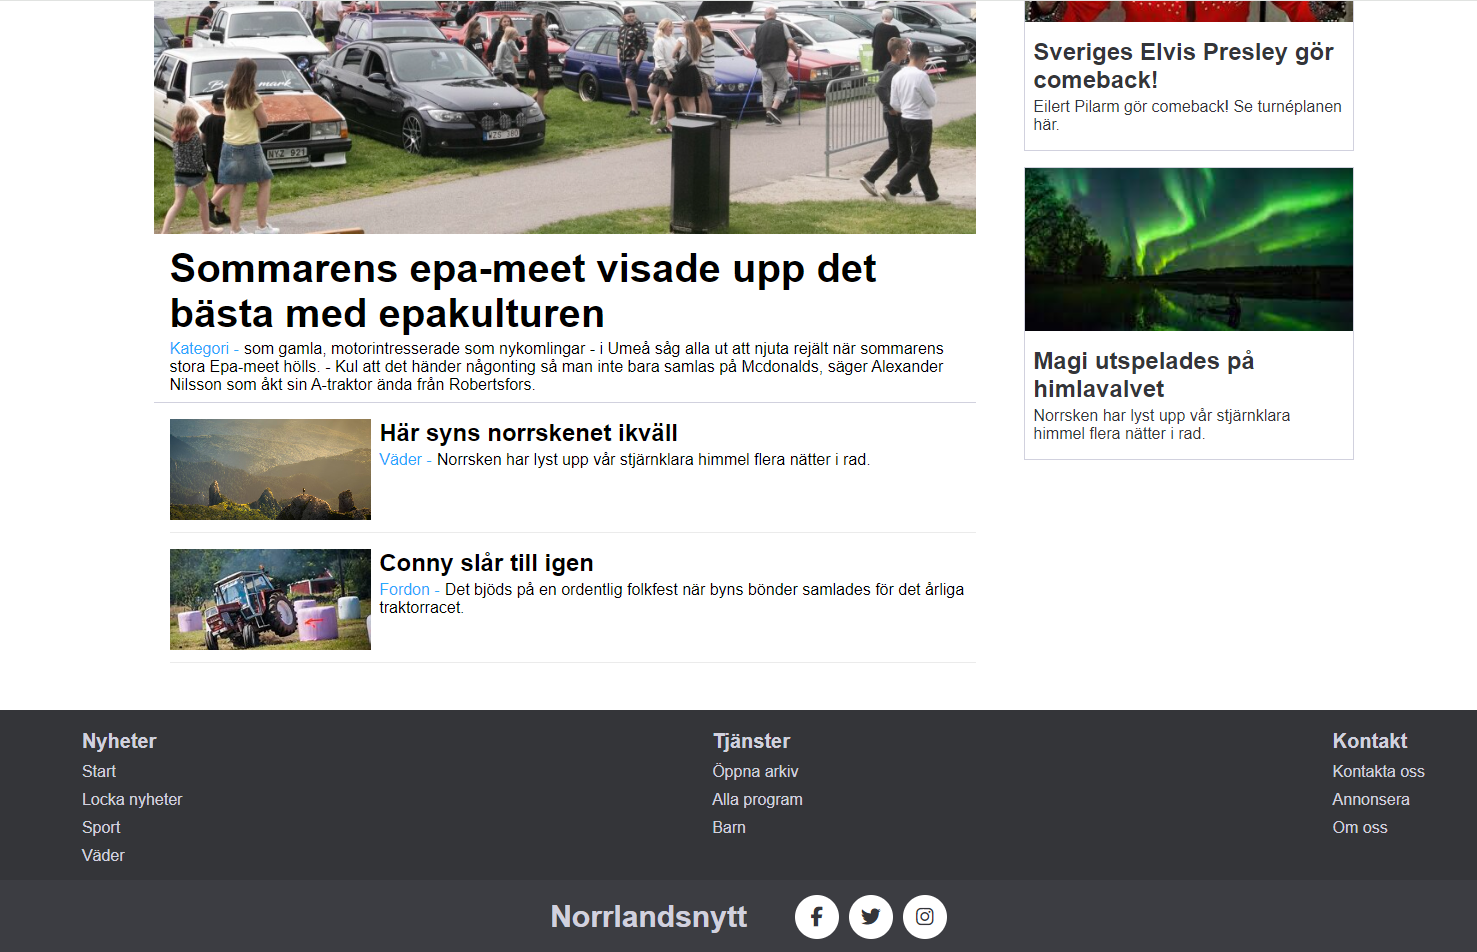 NYZ 921
WZS 380
Sommarens epa-meet visade upp det
bästa med epakulturen
Kategori - som gamla, motorintresserade som nykomlingar - i Umeå såg alla ut att njuta rejält när sommarens
stora Epa-meet hölls. - Kul att det händer någonting så man inte bara samlas på Mcdonalds, säger Alexander
Nilsson som åkt sin A-traktor ända från Robertsfors.
Här syns norrskenet ikväll
Väder - Norrsken har lyst upp vår stjärnklara himmel flera nätter i rad.
Conny slår till igen
Fordon - Det bjöds på en ordentlig folkfest när byns bönder samlades för det årliga
traktorracet.
Sveriges Elvis Presley gör
comeback!
Eilert Pilarm gör comeback! Se turnéplanen
här.
Magi utspelades på
himlavalvet
Norrsken har lyst upp vår stjärnklara
himmel flera nätter i rad.
Nyheter
Start
Locka nyheter
Sport
Väder
Tjänster
Öppna arkiv
Alla program
Barn
Kontakt
Kontakta oss
Annonsera
Om oss
Norrlandsnytt